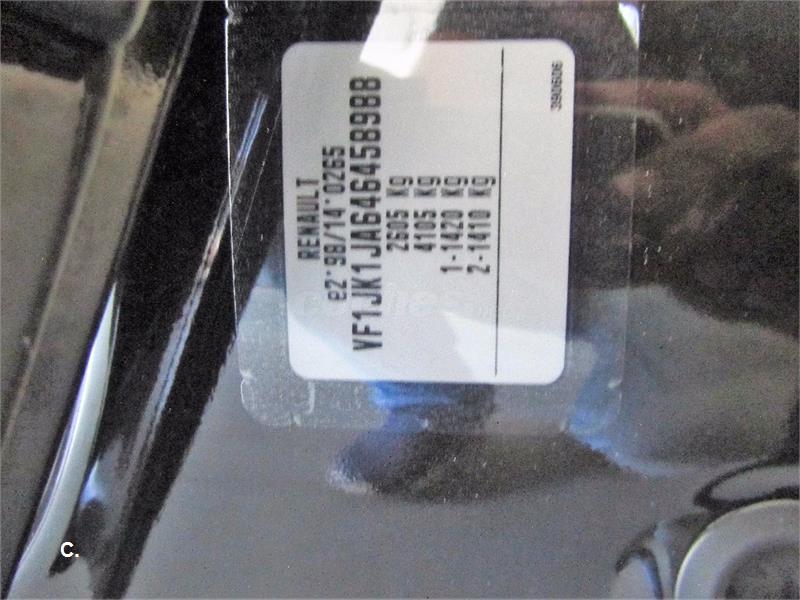 RENAULT
e2*98/14*0265
VF1JK1JA646458988
2605 Kg
4105 Kg
1-1420 Kg
2-1410 Kg
390606
c.